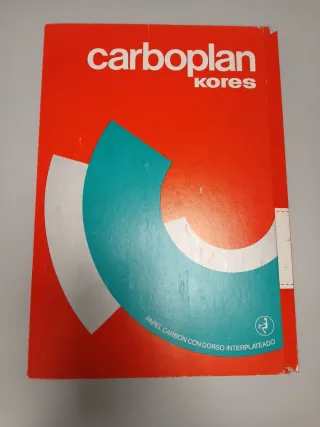 carboplan
Kores
PAPEL CARBON CON DORSO INTERPLATEADO